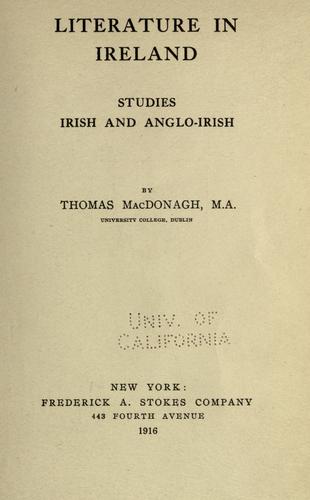 LITERATURE IN
IRELAND
STUDIES
IRISH AND ANGLO-IRISH
BY
THOMAS MacDONAGH, M.A.
UNIVERSITY COLLEGE, DUBLIN
UNIV. OF
CALIFORNIA
NEW YORK:
FREDERICK A. STOKES COMPANY
443 FOURTH AVENUE
1916